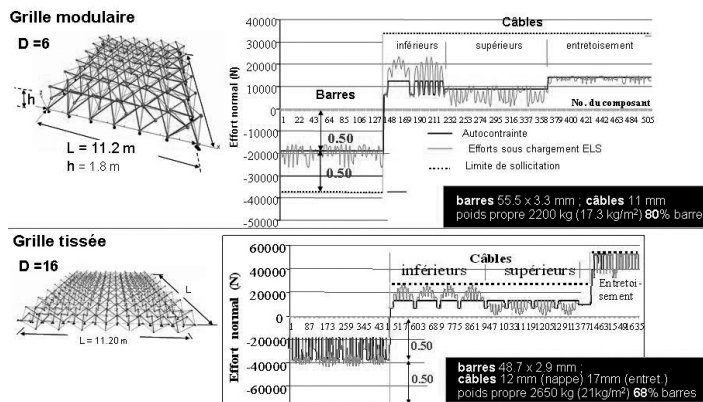 Grille modulaire
D =6
h
L = 11.2 m
h = 1.8 m
x
Effort normal (N)
40000
30000
20000
10000
0
-10000
-20000
-30000
-40000
-50000
Câbles
inférieurs
supérieurs
entretoisement
Barres
No. du composant
1 22 43 64 85 106 127 148 169 190 211 232 253 274 295 316 337 358 379 400 421 442 463 484 505
0.50
0.50
Autocontrainte
Efforts sous chargement ELS
Limite de sollicitation
barres 55.5 x 3.3 mm ; câbles 11 mm
poids propre 2200 kg (17.3 kg/m²) 80% barre
Grille tissée
D =16
L
L = 11.20 m
Effort normal (N)
60000
40000
20000
0
-20000
-40000
-60000
Câbles
inférieurs
supérieurs
Entretoi-
sement
1 87 173 259 345 431 517 603 689 775 861 947 1033 1119 1205 1291 1377 1463 1549 1635
0.50
0.50
barres 48.7 x 2.9 mm ;
câbles 12 mm (nappe) 17mm (entret.)
poids propre 2650 kg (21kg/m²) 68% barres